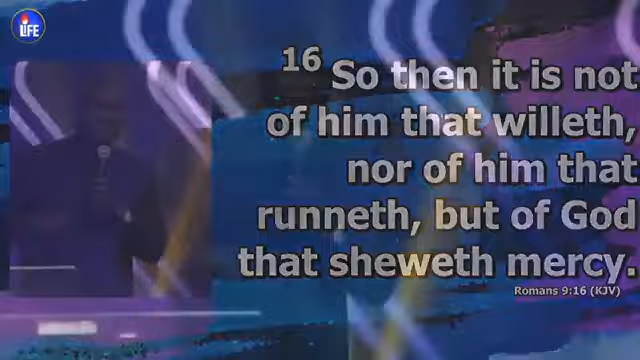 LIFE
16 So then it is not
of him that willeth,
nor of him that
runneth, but of God
that sheweth mercy.
Romans 9:16 (KJV)